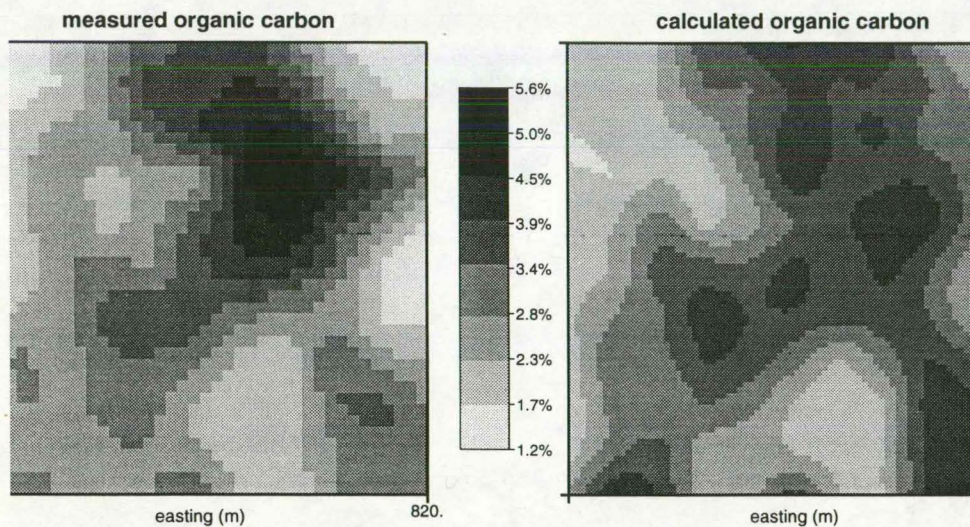 measured organic carbon
calculated organic carbon
5.6%
5.0%
4.5%
3.9%
3.4%
2.8%
2.3%
1.7%
1.2%
easting (m)
820.
easting (m)